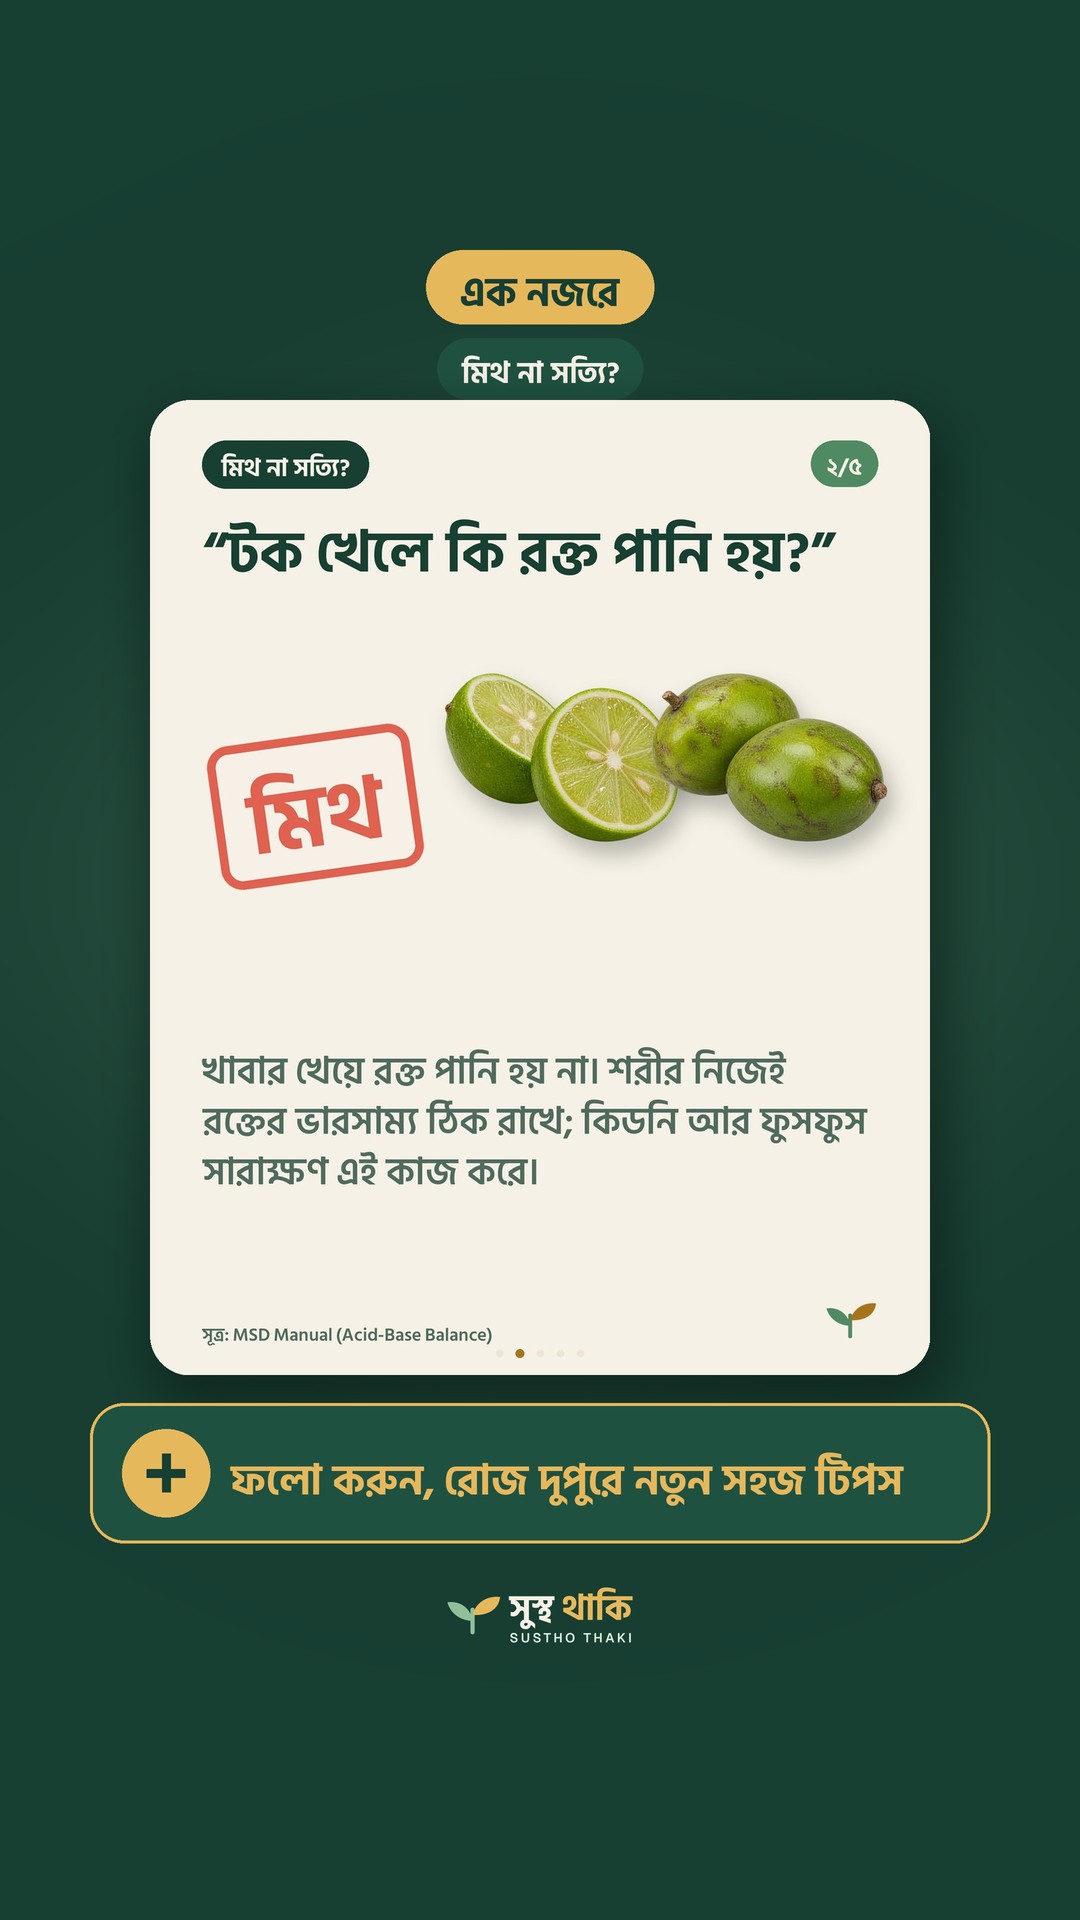 এক নজরে
মিথ না সত্যি?
মিথ না সত্যি?
২/৫
“টক খেলে কি রক্ত পানি হয়?”
মিথ
খাবার খেয়ে রক্ত পানি হয় না। শরীর নিজেই
রক্তের ভারসাম্য ঠিক রাখে; কিডনি আর ফুসফুস
সারাক্ষণ এই কাজ করে।
সূত্র: MSD Manual (Acid-Base Balance)
+ ফলো করুন, রোজ দুপুরে নতুন সহজ টিপস
সুস্থ থাকি
SUSTHO THAKI